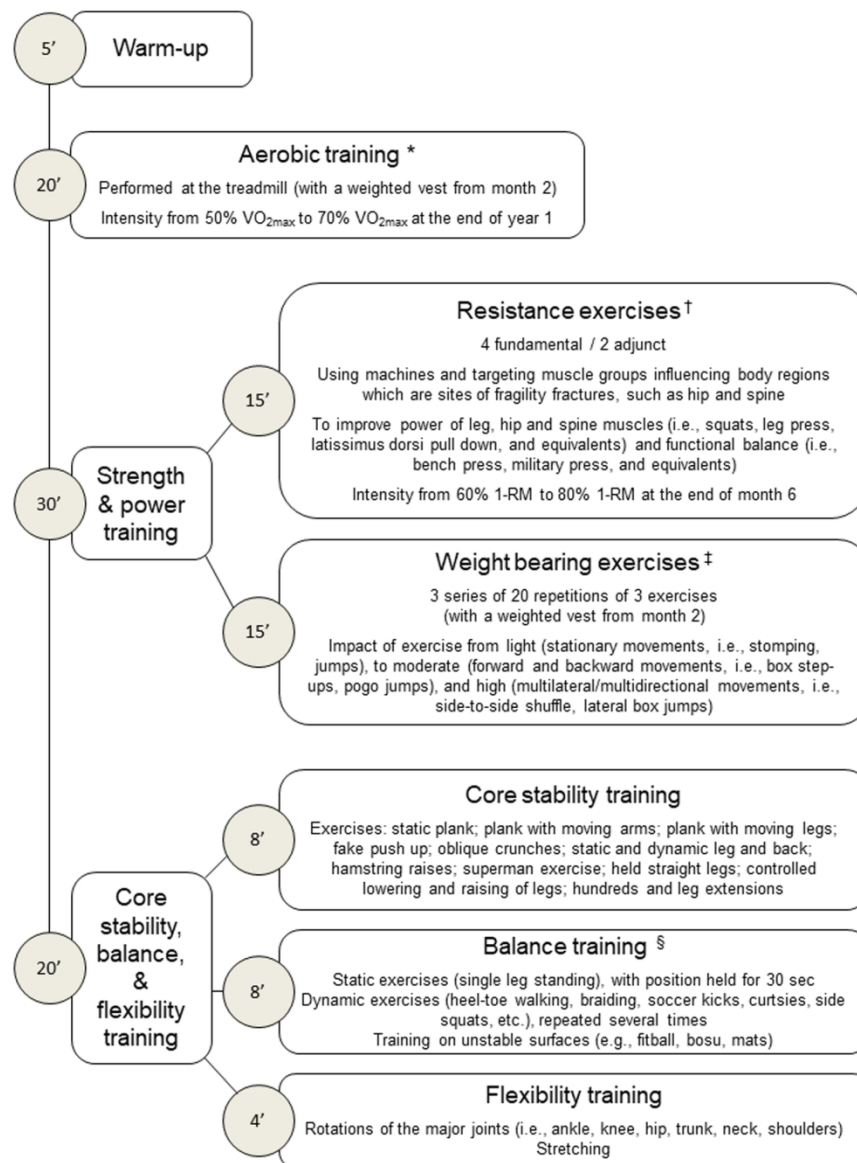 5’
Warm-up
20’
Aerobic training *
Performed at the treadmill (with a weighted vest from month 2)
Intensity from 50% VO2max to 70% VO2max at the end of year 1
30’
Strength
& power
training
15’
Resistance exercises†
4 fundamental / 2 adjunct
Using machines and targeting muscle groups influencing body regions
which are sites of fragility fractures, such as hip and spine
To improve power of leg, hip and spine muscles (i.e., squats, leg press,
latissimus dorsi pull down, and equivalents) and functional balance (i.e.,
bench press, military press, and equivalents)
Intensity from 60% 1-RM to 80% 1-RM at the end of month 6
15’
Weight bearing exercises ‡
3 series of 20 repetitions of 3 exercises
(with a weighted vest from month 2)
Impact of exercise from light (stationary movements, i.e., stomping,
jumps), to moderate (forward and backward movements, i.e., box step-
ups, pogo jumps), and high (multilateral/multidirectional movements, i.e.,
side-to-side shuffle, lateral box jumps)
20’
Core
stability,
balance,
&
flexibility
training
8’
Core stability training
Exercises: static plank; plank with moving arms; plank with moving legs;
fake push up; oblique crunches; static and dynamic leg and back;
hamstring raises; superman exercise; held straight legs; controlled
lowering and raising of legs; hundreds and leg extensions
8’
Balance training §
Static exercises (single leg standing), with position held for 30 sec
Dynamic exercises (heel-toe walking, braiding, soccer kicks, curtsies, side
squats, etc.), repeated several times
Training on unstable surfaces (e.g., fitball, bosu, mats)
4’
Flexibility training
Rotations of the major joints (i.e., ankle, knee, hip, trunk, neck, shoulders)
Stretching